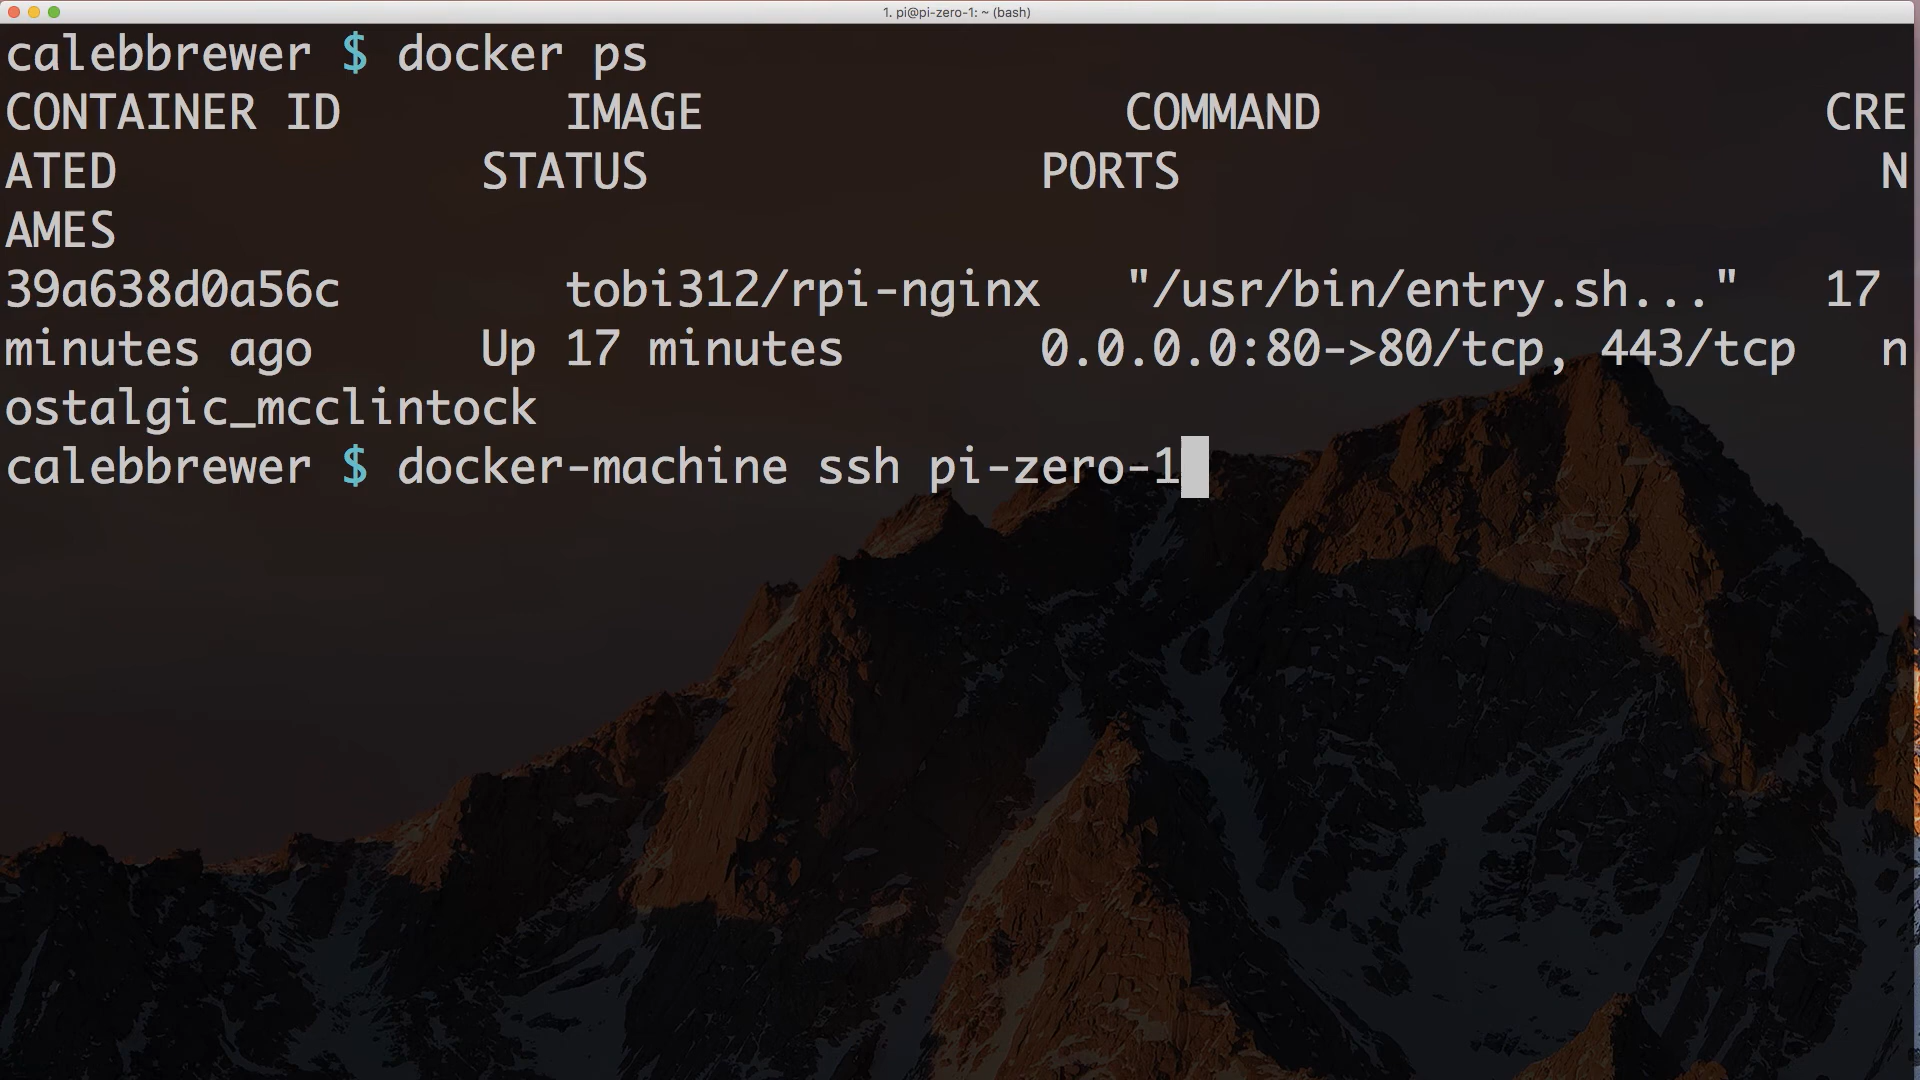 1. pi@pi-zero-1: ~ (bash)
calebbrewer $ docker ps
CONTAINER ID        IMAGE               COMMAND                  CRE
ATED             STATUS              PORTS                         N
AMES
39a638d0a56c        tobi312/rpi-nginx   "/usr/bin/entry.sh..."   17
minutes ago      Up 17 minutes       0.0.0.0:80->80/tcp, 443/tcp   n
ostalgic_mcclintock
calebbrewer $ docker-machine ssh pi-zero-1